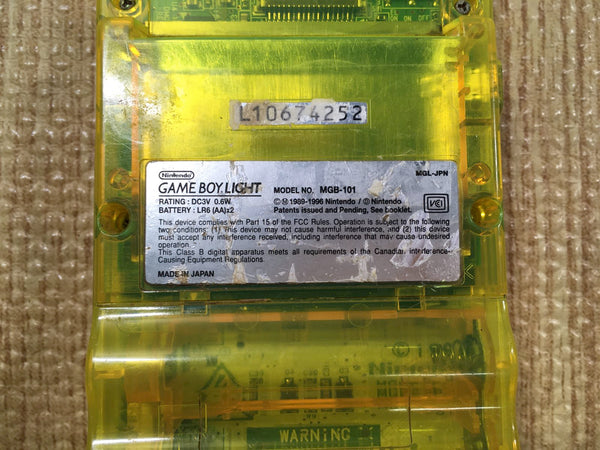 ON OFF
L10674252
Nintendo
MGL-JPN
GAME BOY LIGHT MODEL NO. MGB-101
RATING : DC3V 0.6W © Ⓜ 1989-1996 Nintendo / Ⓜ © Nintendo
BATTERY : LR6 (AA)x2 Patents issued and Pending, See booklet.
VCI
This device complies with Part 15 of the FCC Rules. Operation is subject to the following
two conditions: (1) This device may not cause harmful interference, and (2) this device
must accept any interference received, including interference that may cause undesired
operation.
This Class B digital apparatus meets all requirements of the Canadian Interference-
Causing Equipment Regulations.
MADE IN JAPAN
WARNING